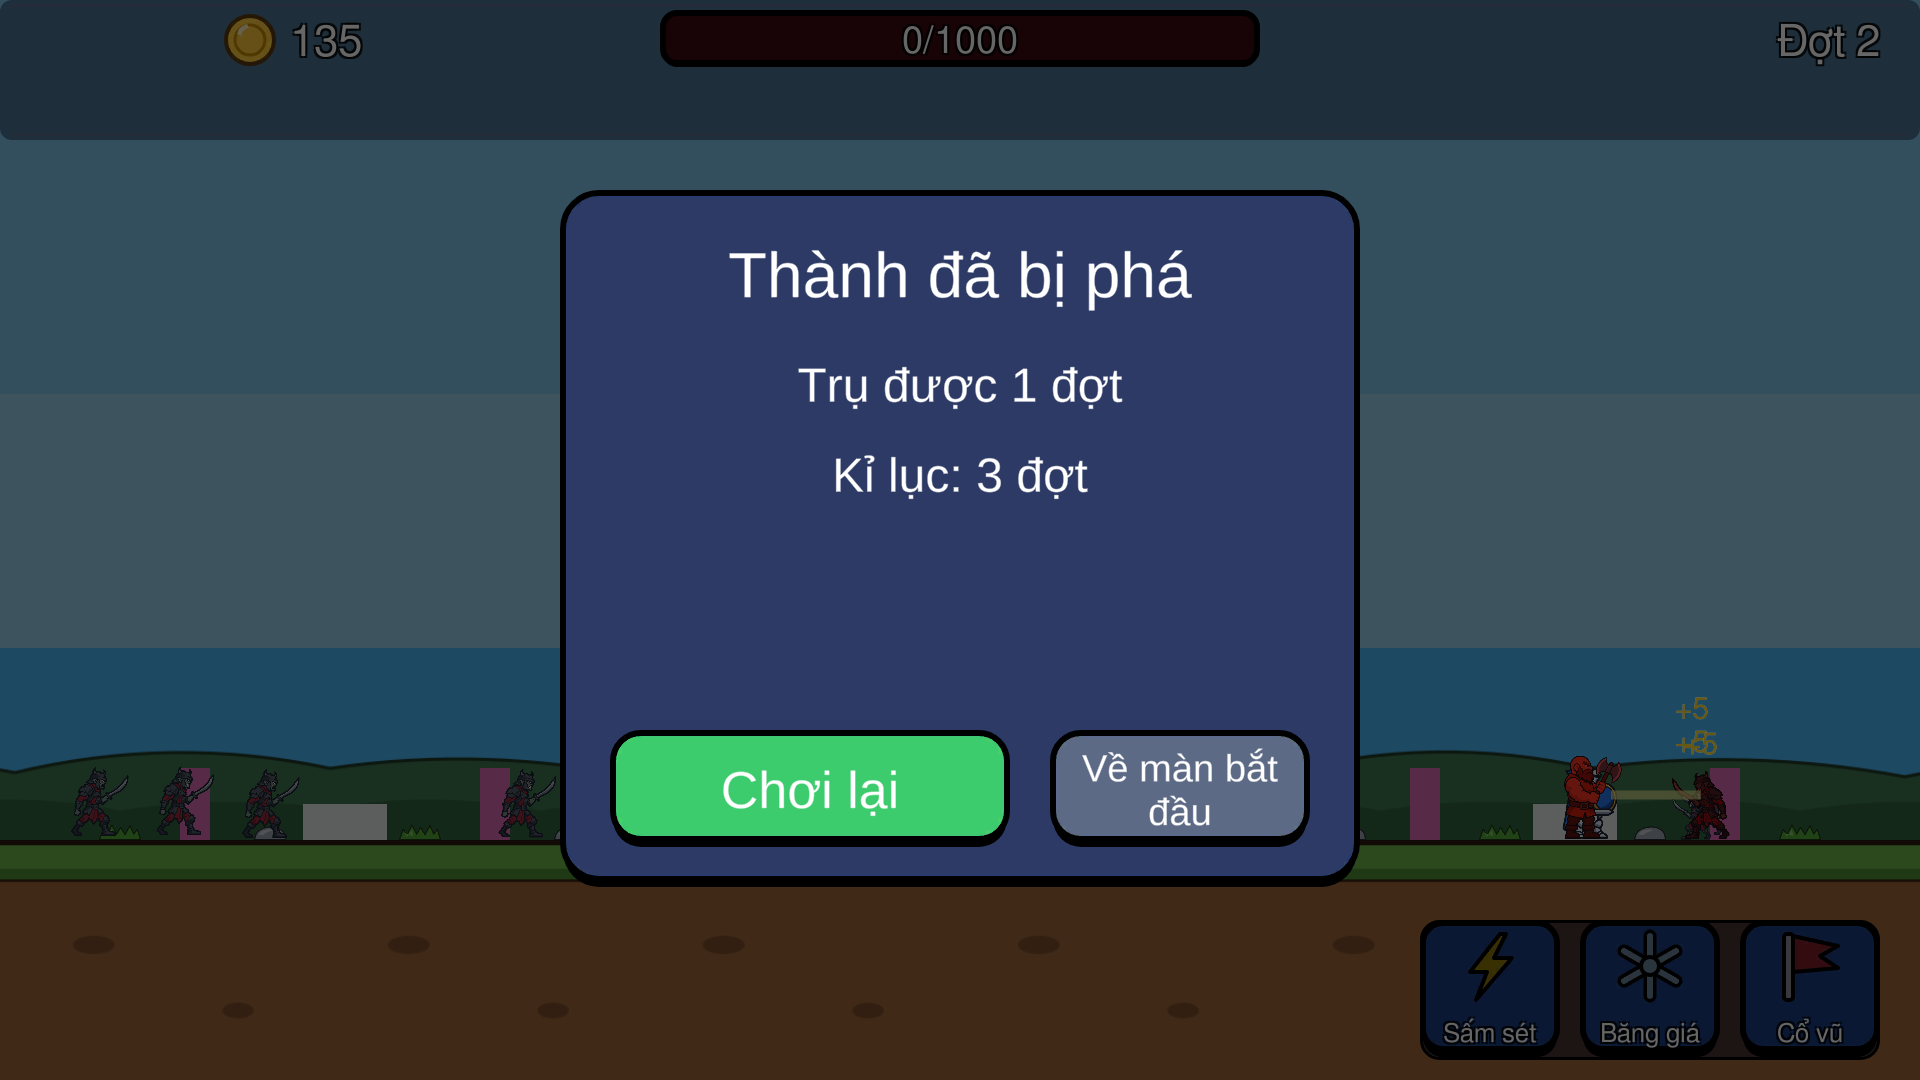 135
0/1000
Đợt 2
Thành đã bị phá
Trụ được 1 đợt
Kỉ lục: 3 đợt
Chơi lại
Về màn bắt
đầu
+5
+5
Sấm sét
Băng giá
Cổ vũ